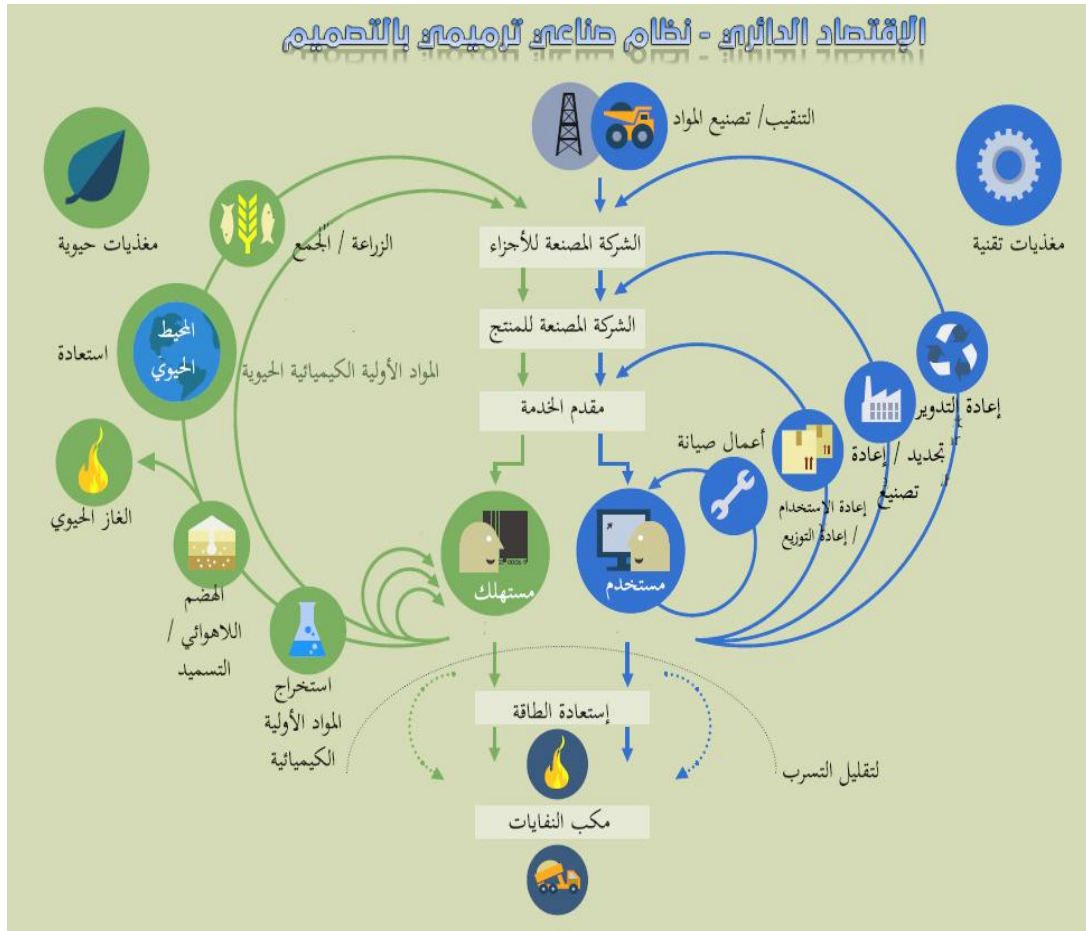 الإقتصاد الدائري - نظام صناعي ترميمي بالتصميم
التنقيب/ تصنيع المواد
مغذيات تقنية
مغذيات حيوية
الزراعة / الجمع
الشركة المصنعة للأجزاء
الشركة المصنعة للمنتج
مقدم الخدمة
المحيط
الحيوي
استعادة
المواد الأولية الكيميائية الحيوية
إعادة التدوير
تجديد / إعادة
تصنيع
إعادة الاستخدام
/ إعادة التوزيع
أعمال صيانة
مستخدم
مستهلك
الغاز الحيوي
الهضم
اللاهوائي /
التسميد
استخراج
المواد الأولية
الكيميائية
إستعادة الطاقة
لتقليل التسرب
مكب النفايات